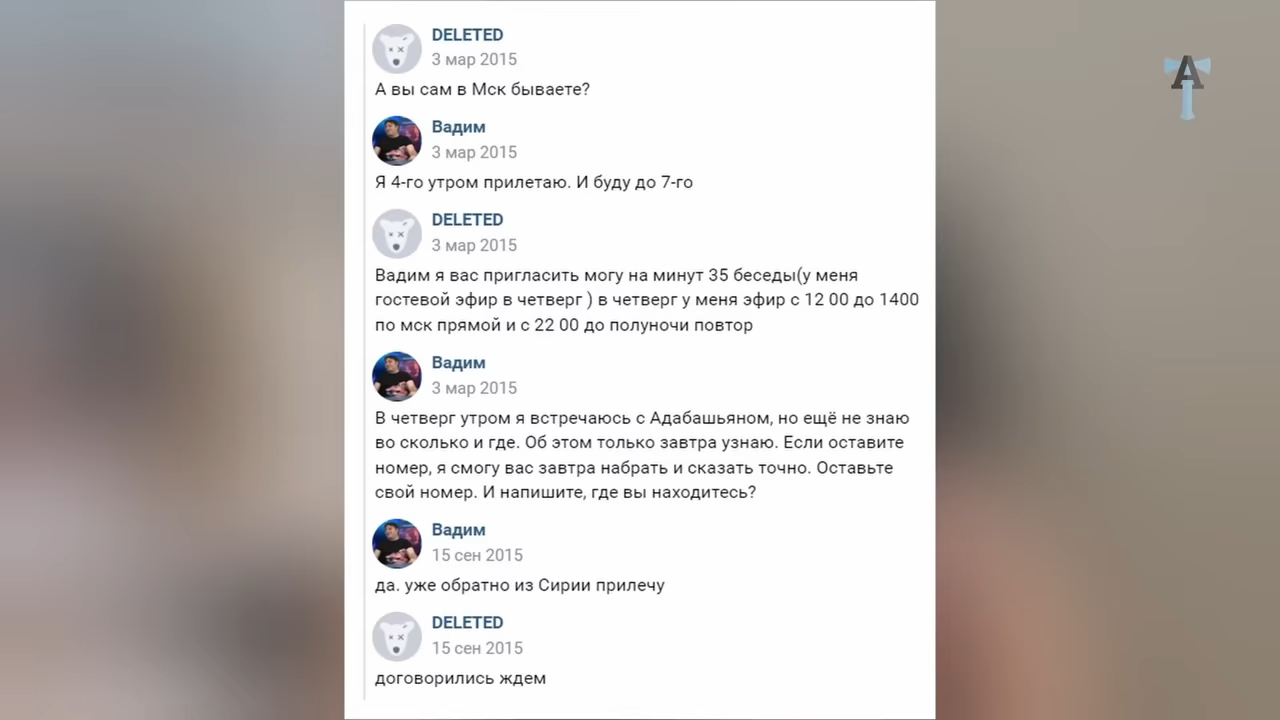 DELETED
3 мар 2015
А вы сам в Мск бываете?
Вадим
3 мар 2015
Я 4-го утром прилетаю. И буду до 7-го
DELETED
3 мар 2015
Вадим я вас пригласить могу на минут 35 беседы(у меня
гостевой эфир в четверг ) в четверг у меня эфир с 12 00 до 1400
по мск прямой и с 22 00 до полуночи повтор
Вадим
3 мар 2015
В четверг утром я встречаюсь с Адабашьяном, но ещё не знаю
во сколько и где. Об этом только завтра узнаю. Если оставите
номер, я смогу вас завтра набрать и сказать точно. Оставьте
свой номер. И напишите, где вы находитесь?
Вадим
15 сен 2015
да. уже обратно из Сирии прилечу
DELETED
15 сен 2015
договорились ждем